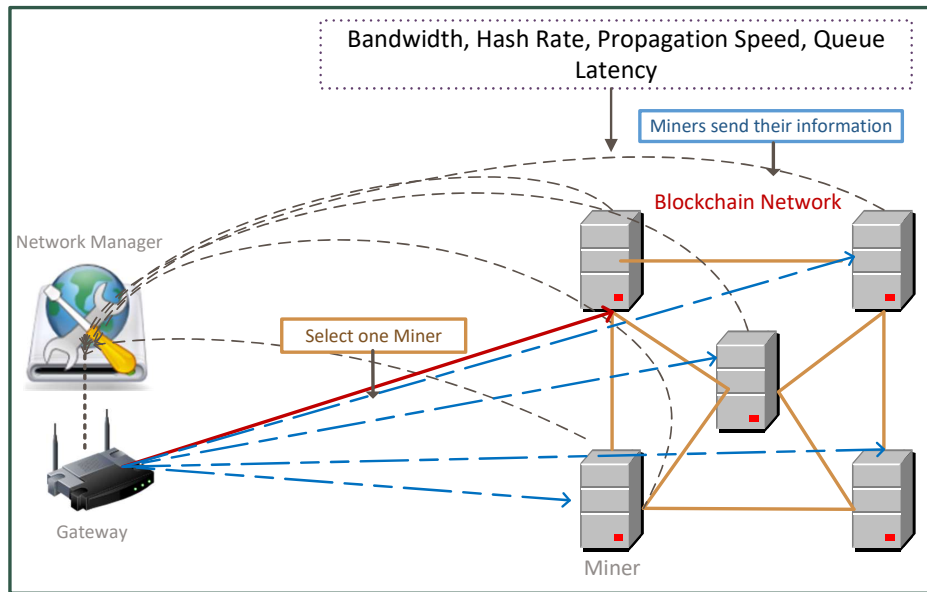 Bandwidth, Hash Rate, Propagation Speed, Queue
Latency
Miners send their information
Blockchain Network
Network Manager
Select one Miner
Gateway
Miner